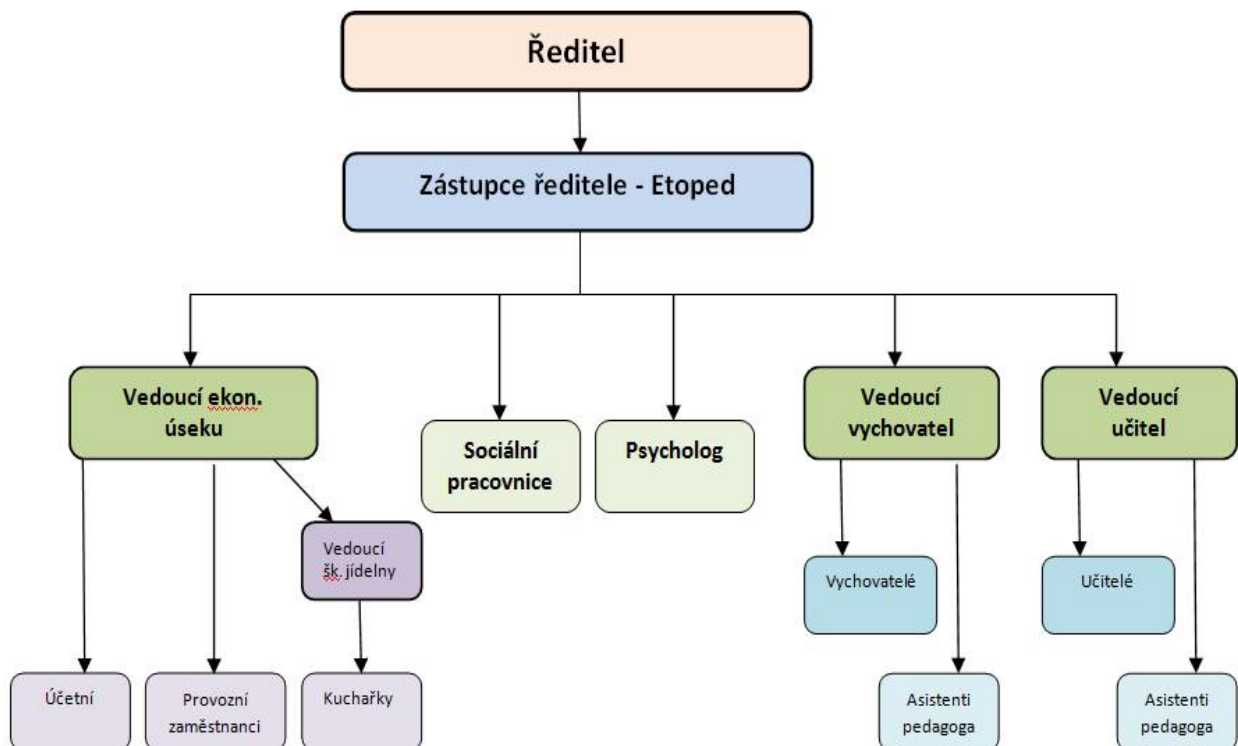 Ředitel
Zástupce ředitele - Etoped
Vedoucí ekon.
úseku
Sociální
pracovnice
Psycholog
Vedoucí
vychovatel
Vedoucí
učitel
Vedoucí
šk. jídelny
Vychovatelé
Učitelé
Účetní
Provozní
zaměstnanci
Kuchařky
Asistenti
pedagoga
Asistenti
pedagoga